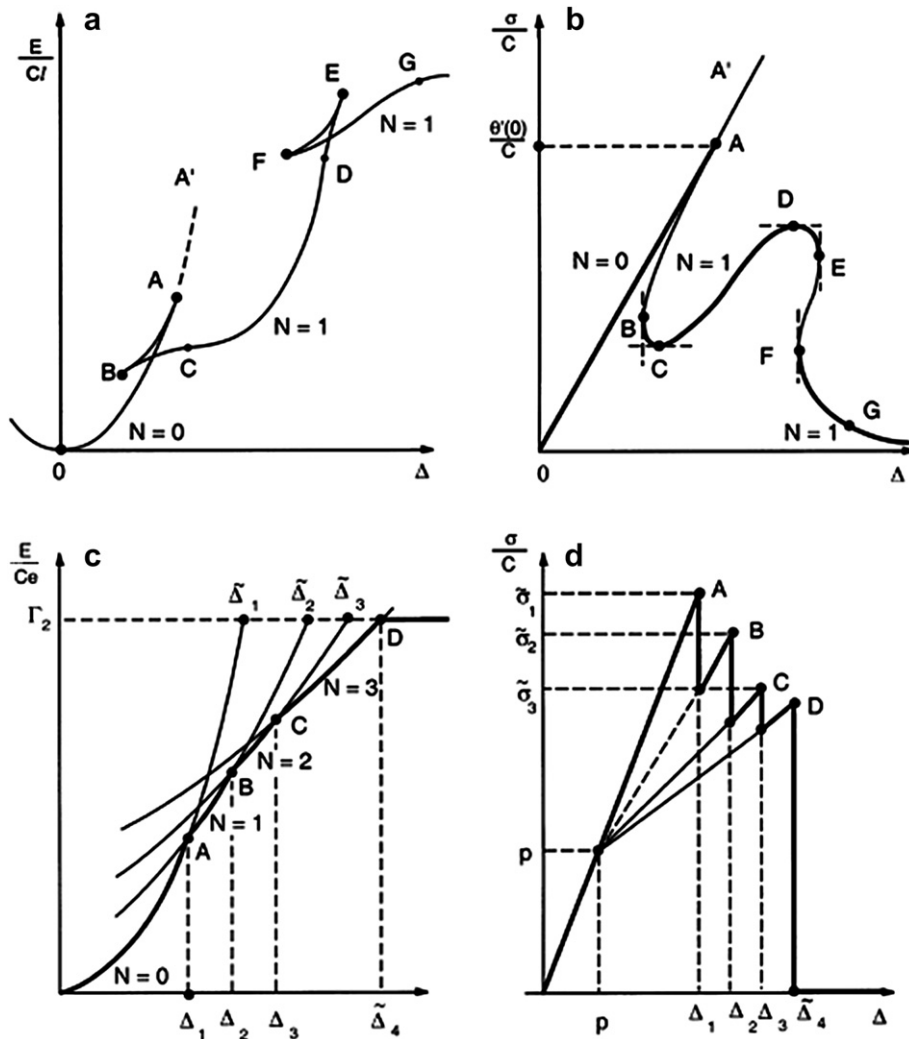 a
E
Cl
A'
A
B
C
N = 0
N = 1
D
E
F
G
N = 1
0
Δ
b
σ
C
θ'(0)
C
A'
A
N = 0
N = 1
B
C
D
E
F
G
N = 1
0
Δ
c
E
Ce
Γ2
Δ̃1
Δ̃2
Δ̃3
D
N = 3
C
N = 2
B
N = 1
A
N = 0
Δ1
Δ2
Δ3
Δ̃4
d
σ
C
σ̃1
σ̃2
σ̃3
A
B
C
D
p
p
Δ1
Δ2
Δ3
Δ̃4
Δ